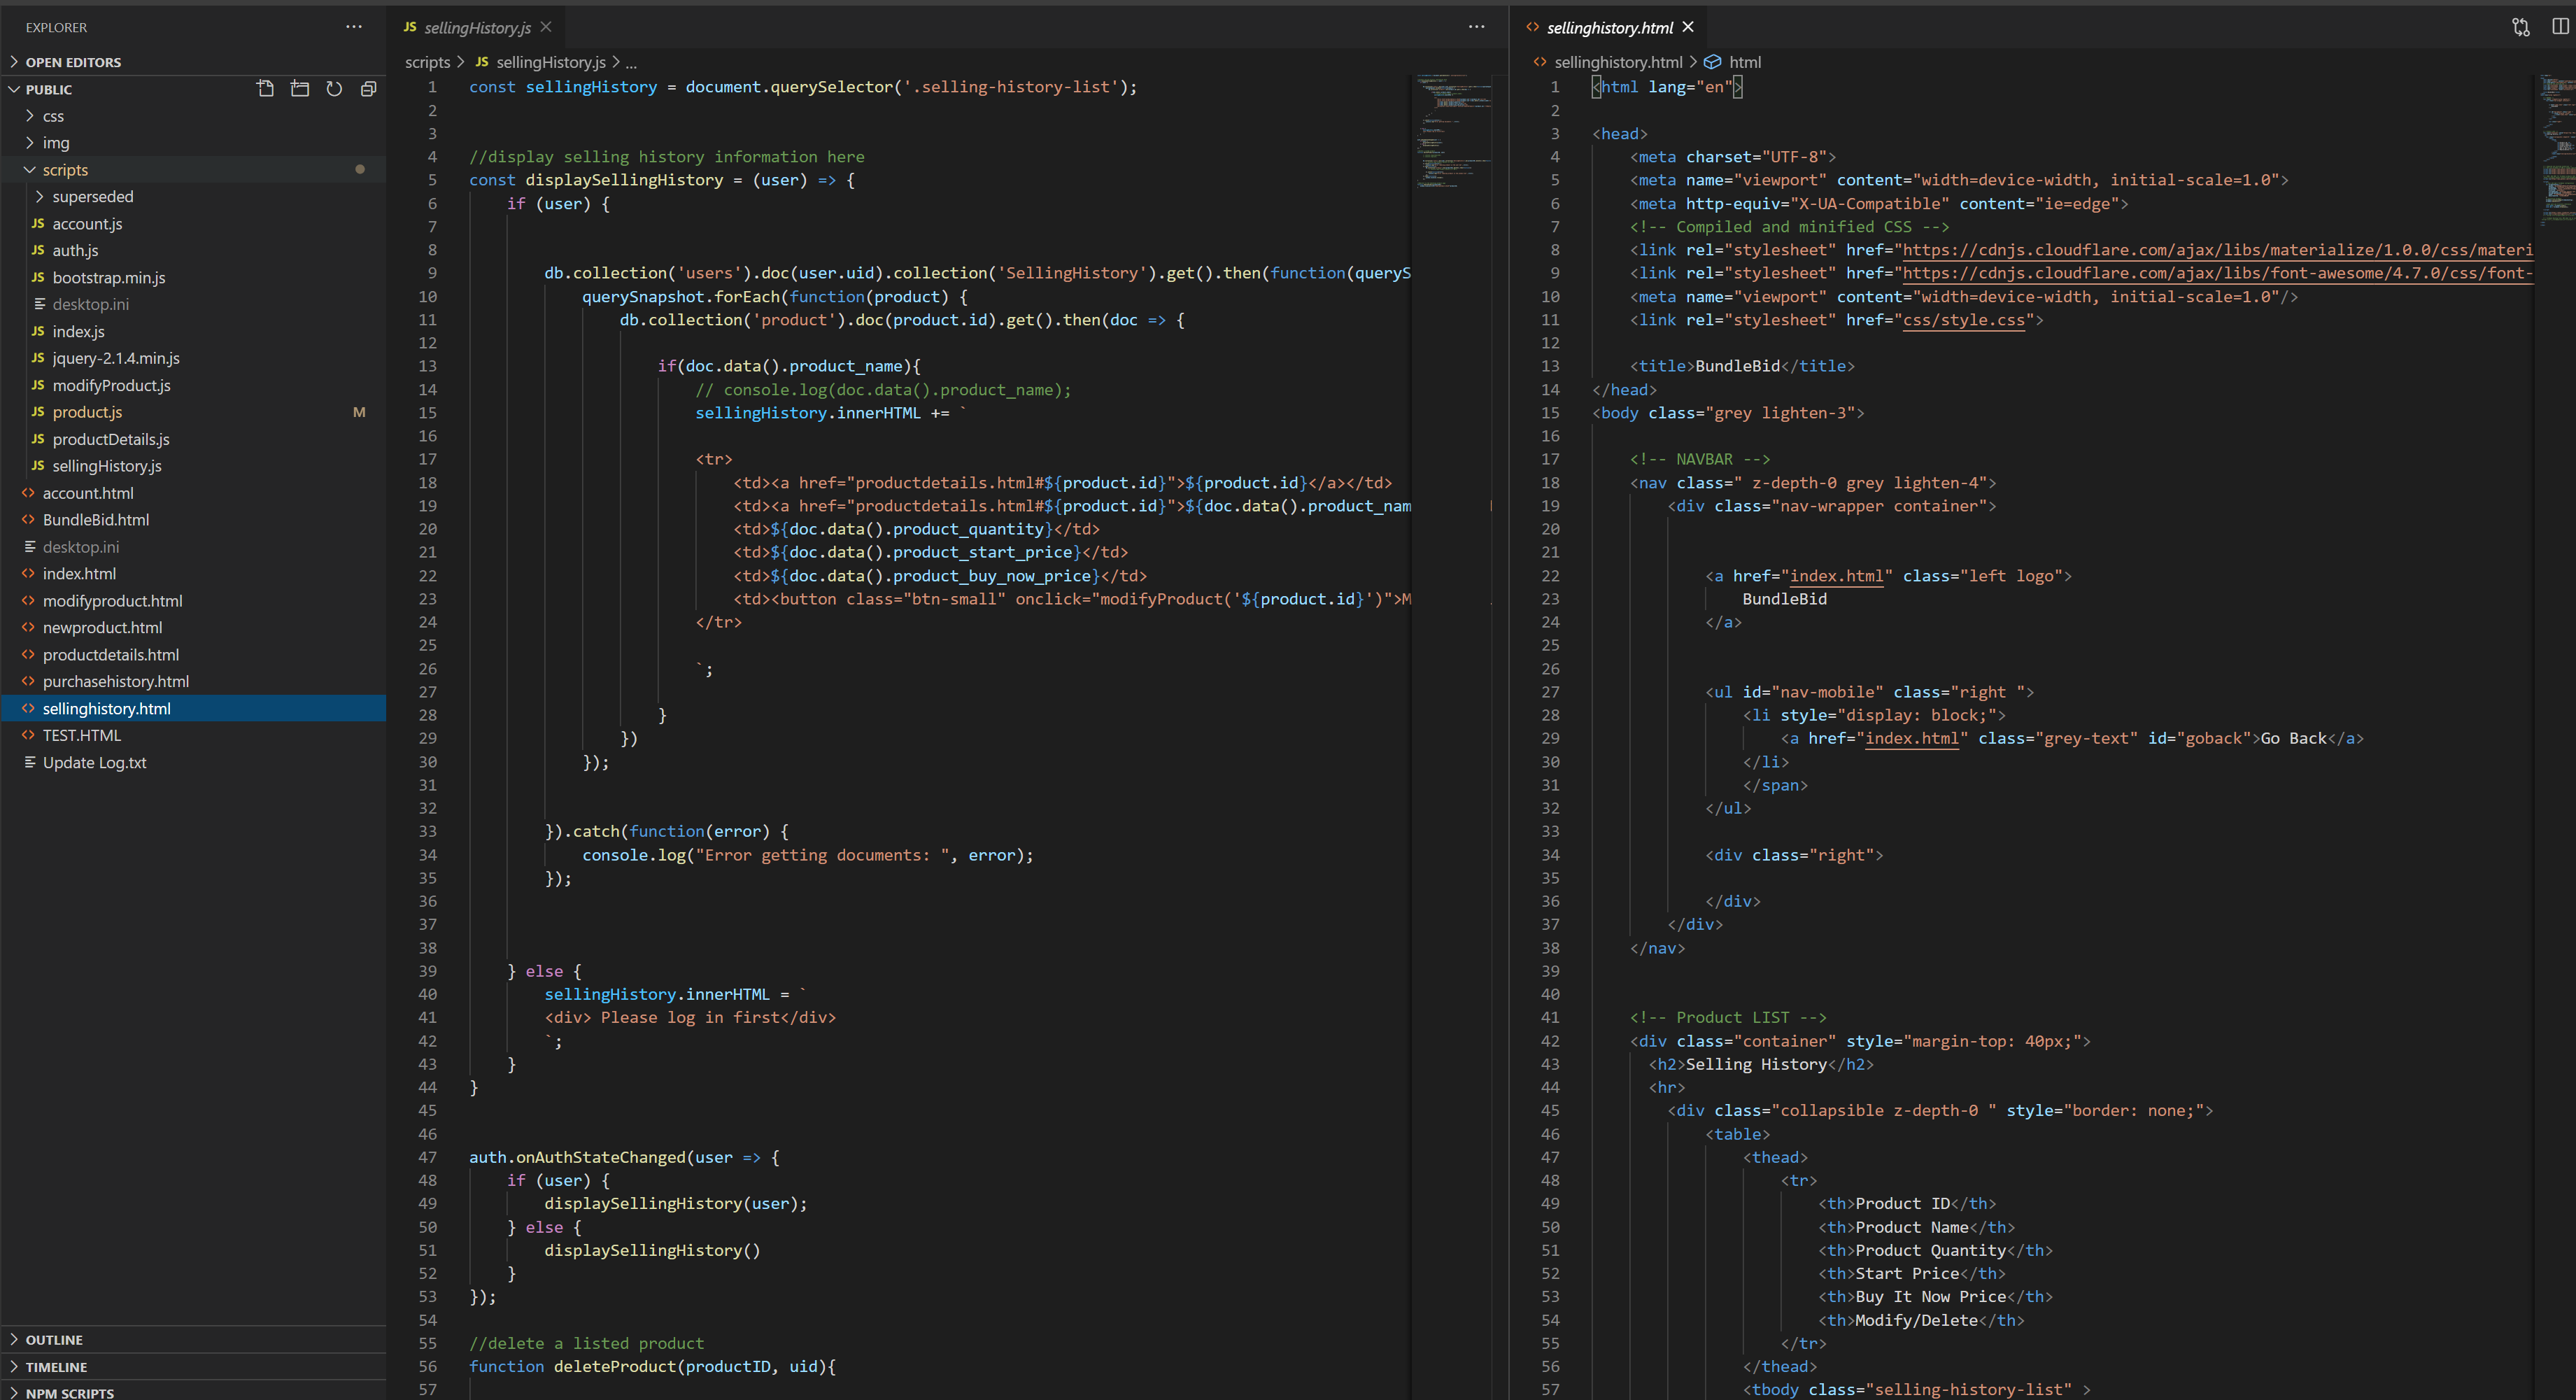 EXPLORER
OPEN EDITORS
PUBLIC
css
img
scripts
superseded
JS account.js
JS auth.js
JS bootstrap.min.js
desktop.ini
JS index.js
JS jquery-2.1.4.min.js
JS modifyProduct.js
JS product.js M
JS productDetails.js
JS sellingHistory.js
<> account.html
<> BundleBid.html
desktop.ini
<> index.html
<> modifyproduct.html
<> newproduct.html
<> productdetails.html
<> purchasehistory.html
<> sellinghistory.html
<> TEST.HTML
Update Log.txt
OUTLINE
TIMELINE
NPM SCRIPTS
JS sellingHistory.js
scripts > JS sellingHistory.js > ...
1 const sellingHistory = document.querySelector('.selling-history-list');
2
3
4 //display selling history information here
5 const displaySellingHistory = (user) => {
6 if (user) {
7
8
9 db.collection('users').doc(user.uid).collection('SellingHistory').get().then(function(queryS
10 querySnapshot.forEach(function(product) {
11 db.collection('product').doc(product.id).get().then(doc => {
12
13 if(doc.data().product_name){
14 // console.log(doc.data().product_name);
15 sellingHistory.innerHTML += `
16
17 <tr>
18 <td><a href="productdetails.html#${product.id}">${product.id}</a></td>
19 <td><a href="productdetails.html#${product.id}">${doc.data().product_nam
20 <td>${doc.data().product_quantity}</td>
21 <td>${doc.data().product_start_price}</td>
22 <td>${doc.data().product_buy_now_price}</td>
23 <td><button class="btn-small" onclick="modifyProduct('${product.id}')">M
24 </tr>
25
26 `;
27
28 }
29 })
30 });
31
32
33 }).catch(function(error) {
34 console.log("Error getting documents: ", error);
35 });
36
37
38
39 } else {
40 sellingHistory.innerHTML = `
41 <div> Please log in first</div>
42 `;
43 }
44 }
45
46
47 auth.onAuthStateChanged(user => {
48 if (user) {
49 displaySellingHistory(user);
50 } else {
51 displaySellingHistory()
52 }
53 });
54
55 //delete a listed product
56 function deleteProduct(productID, uid){
57
<> sellinghistory.html
<> sellinghistory.html > html
1 <html lang="en">
2
3 <head>
4 <meta charset="UTF-8">
5 <meta name="viewport" content="width=device-width, initial-scale=1.0">
6 <meta http-equiv="X-UA-Compatible" content="ie=edge">
7 <!-- Compiled and minified CSS -->
8 <link rel="stylesheet" href="https://cdnjs.cloudflare.com/ajax/libs/materialize/1.0.0/css/materi
9 <link rel="stylesheet" href="https://cdnjs.cloudflare.com/ajax/libs/font-awesome/4.7.0/css/font-
10 <meta name="viewport" content="width=device-width, initial-scale=1.0"/>
11 <link rel="stylesheet" href="css/style.css">
12
13 <title>BundleBid</title>
14 </head>
15 <body class="grey lighten-3">
16
17 <!-- NAVBAR -->
18 <nav class=" z-depth-0 grey lighten-4">
19 <div class="nav-wrapper container">
20
21
22 <a href="index.html" class="left logo">
23 BundleBid
24 </a>
25
26
27 <ul id="nav-mobile" class="right ">
28 <li style="display: block;">
29 <a href="index.html" class="grey-text" id="goback">Go Back</a>
30 </li>
31 </span>
32 </ul>
33
34 <div class="right">
35
36 </div>
37 </div>
38 </nav>
39
40
41 <!-- Product LIST -->
42 <div class="container" style="margin-top: 40px;">
43 <h2>Selling History</h2>
44 <hr>
45 <div class="collapsible z-depth-0 " style="border: none;">
46 <table>
47 <thead>
48 <tr>
49 <th>Product ID</th>
50 <th>Product Name</th>
51 <th>Product Quantity</th>
52 <th>Start Price</th>
53 <th>Buy It Now Price</th>
54 <th>Modify/Delete</th>
55 </tr>
56 </thead>
57 <tbody class="selling-history-list" >